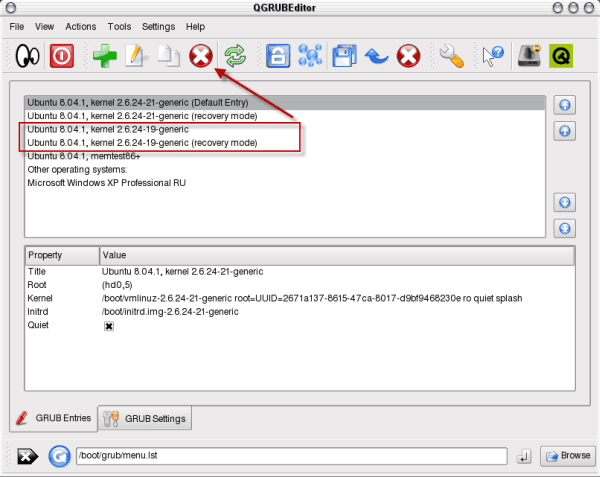 QGRUBEditor
File View Actions Tools Settings Help
Ubuntu 8.04.1, kernel 2.6.24-21-generic (Default Entry)
Ubuntu 8.04.1, kernel 2.6.24-21-generic (recovery mode)
Ubuntu 8.04.1, kernel 2.6.24-19-generic
Ubuntu 8.04.1, kernel 2.6.24-19-generic (recovery mode)
Ubuntu 8.04.1, memtest86+
Other operating systems:
Microsoft Windows XP Professional RU
Property Value
Title Ubuntu 8.04.1, kernel 2.6.24-21-generic
Root (hd0,5)
Kernel /boot/vmlinuz-2.6.24-21-generic root=UUID=2671a137-8615-47ca-8017-d9bf9468230e ro quiet splash
Initrd /boot/initrd.img-2.6.24-21-generic
Quiet
GRUB Entries GRUB Settings
/boot/grub/menu.lst Browse